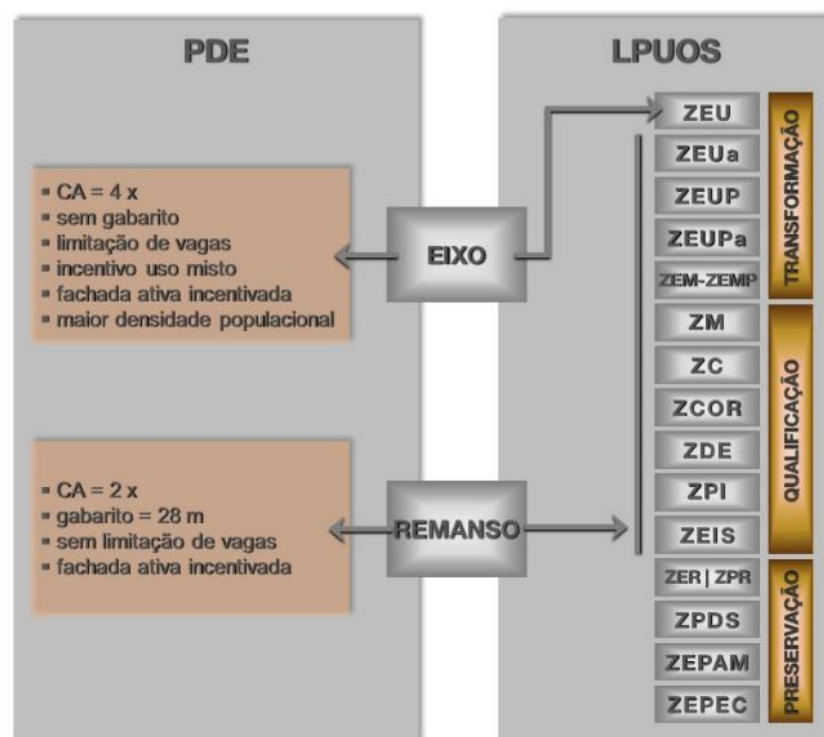 PDE
▪ CA = 4 x
▪ sem gabarito
▪ limitação de vagas
▪ incentivo uso misto
▪ fachada ativa incentivada
▪ maior densidade populacional
▪ CA = 2 x
▪ gabarito = 28 m
▪ sem limitação de vagas
▪ fachada ativa incentivada
EIXO
REMANSO
LPUOS
ZEU
ZEUa
ZEUP
ZEUPa
ZEM-ZEMP
ZM
ZC
ZCOR
ZDE
ZPI
ZEIS
ZER | ZPR
ZPDS
ZEPAM
ZEPEC
TRANSFORMAÇÃO
QUALIFICAÇÃO
PRESERVAÇÃO